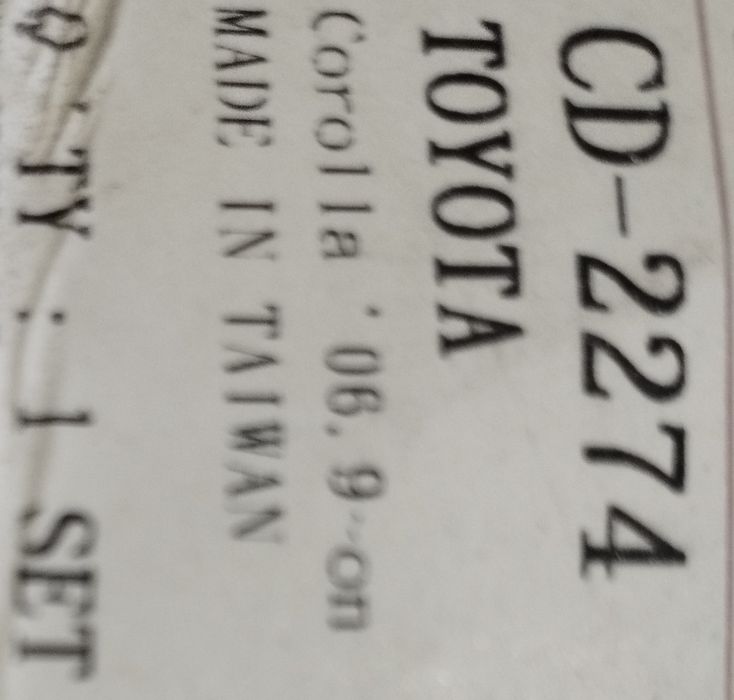 CD-2274
TOYOTA
Corolla '06.9~on
MADE IN TAIWAN
Q'TY : 1 SET